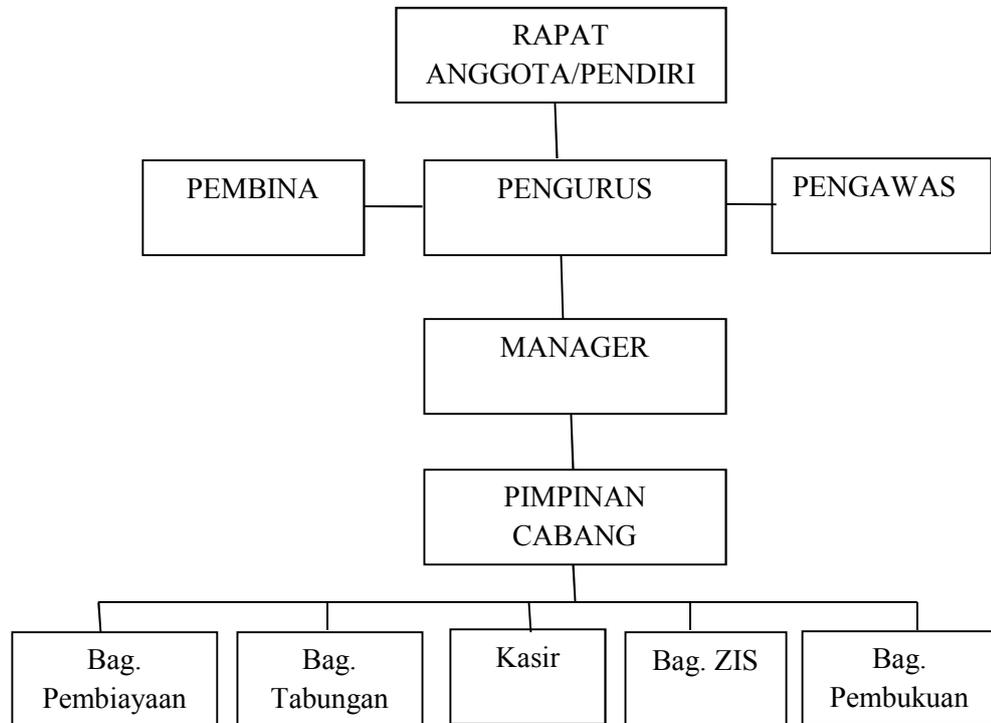 RAPAT
ANGGOTA/PENDIRI
PEMBINA
PENGURUS
PENGAWAS
MANAGER
PIMPINAN
CABANG
Bag.
Pembiayaan
Bag.
Tabungan
Kasir
Bag. ZIS
Bag.
Pembukuan